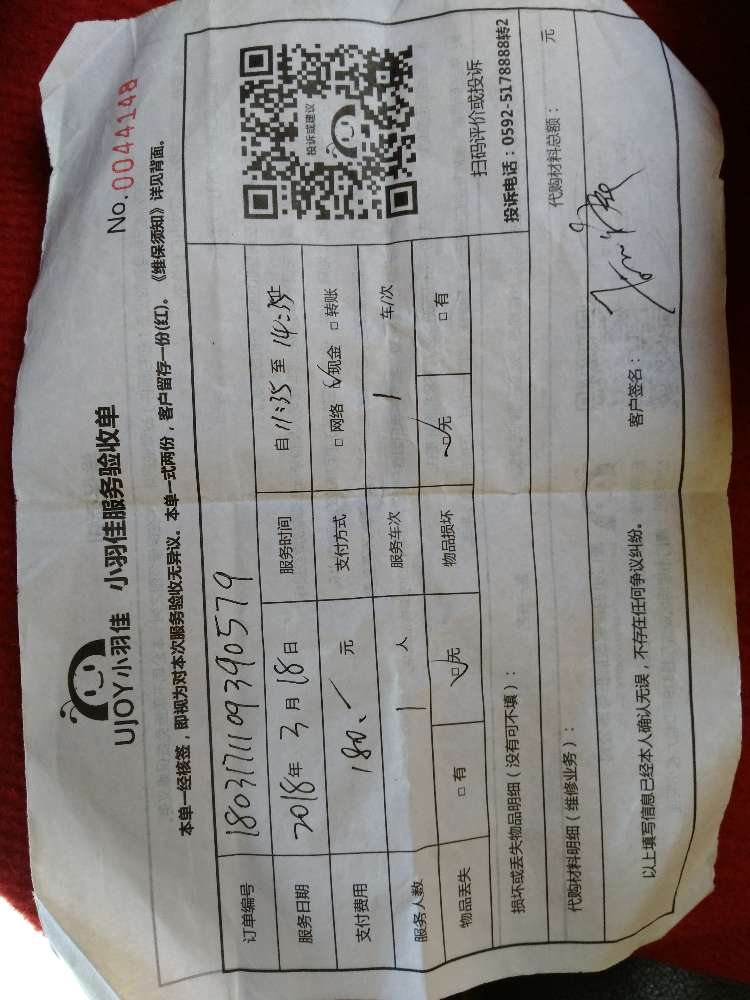 UJOY小羽佳 小羽佳服务验收单
No.0044148
本单一经核签，即视为对本次服务验收无异议。本单一式两份，客户留存一份(红)。《维保须知》详见背面。
订单编号 180317110939057​9
服务日期 2018年3月18日 服务时间 自11:35至14:35
支付费用 180.元 支付方式 □网络 ☑现金 □转账
服务人数 1人 服务车次 1 车/次
物品丢失 □有 ☑无 物品损坏 ☑无 □有
投诉或建议
扫码评价或投诉
投诉电话：0592-5178888转2
损坏或丢失物品明细（没有可不填）：
代购材料明细（维修业务）： 代购材料总额： 元
以上填写信息已经本人确认无误，不存在任何争议纠纷。 客户签名：